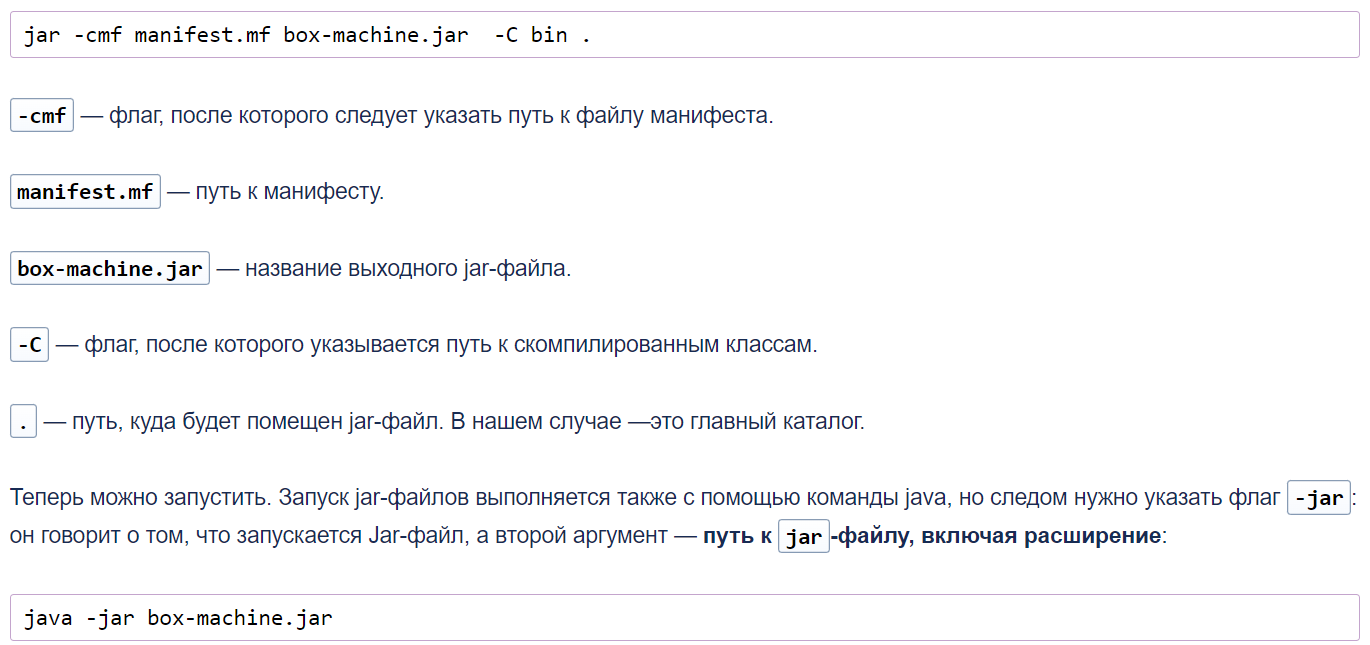 jar -cmf manifest.mf box-machine.jar  -C bin .
-cmf — флаг, после которого следует указать путь к файлу манифеста.
manifest.mf — путь к манифесту.
box-machine.jar — название выходного jar-файла.
-C — флаг, после которого указывается путь к скомпилированным классам.
. — путь, куда будет помещен jar-файл. В нашем случае —это главный каталог.
Теперь можно запустить. Запуск jar-файлов выполняется также с помощью команды java, но следом нужно указать флаг -jar:
он говорит о том, что запускается Jar-файл, а второй аргумент — путь к jar-файлу, включая расширение:
java -jar box-machine.jar